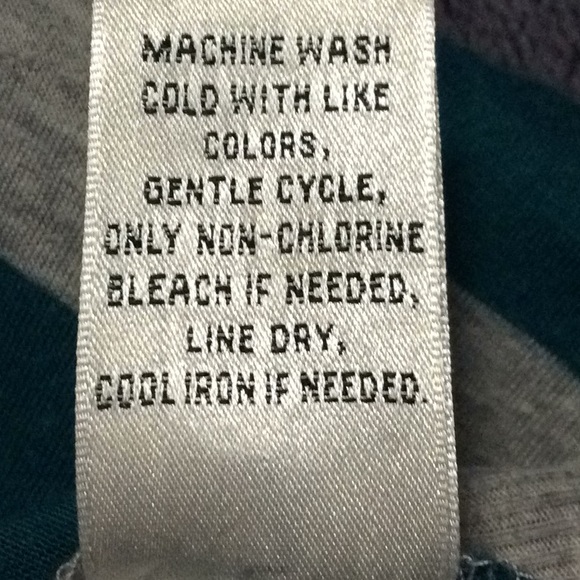 MACHINE WASH
COLD WITH LIKE
COLORS,
GENTLE CYCLE,
ONLY NON-CHLORINE
BLEACH IF NEEDED,
LINE DRY,
COOL IRON IF NEEDED.